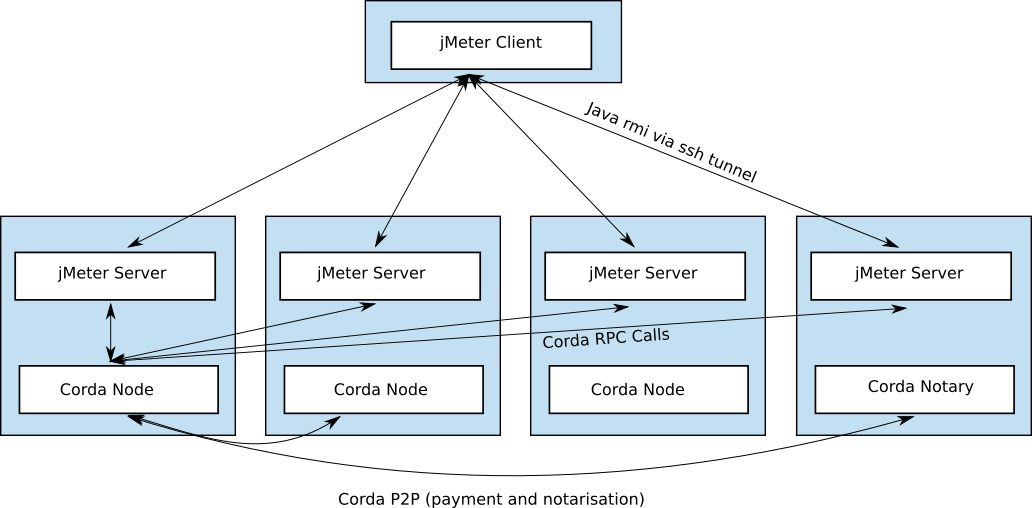 jMeter Client
Java rmi via ssh tunnel
jMeter Server
jMeter Server
jMeter Server
jMeter Server
Corda RPC Calls
Corda Node
Corda Node
Corda Node
Corda Notary
Corda P2P (payment and notarisation)